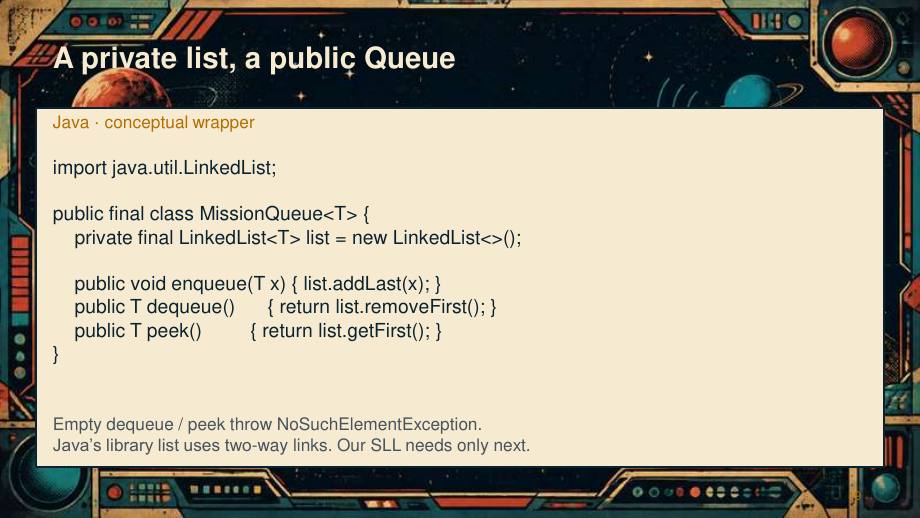 A private list, a public Queue
Java · conceptual wrapper
import java.util.LinkedList;
public final class MissionQueue<T> {
private final LinkedList<T> list = new LinkedList<>();
public void enqueue(T x) { list.addLast(x); }
public T dequeue() { return list.removeFirst(); }
public T peek() { return list.getFirst(); }
}
Empty dequeue / peek throw NoSuchElementException.
Java’s library list uses two-way links. Our SLL needs only next.